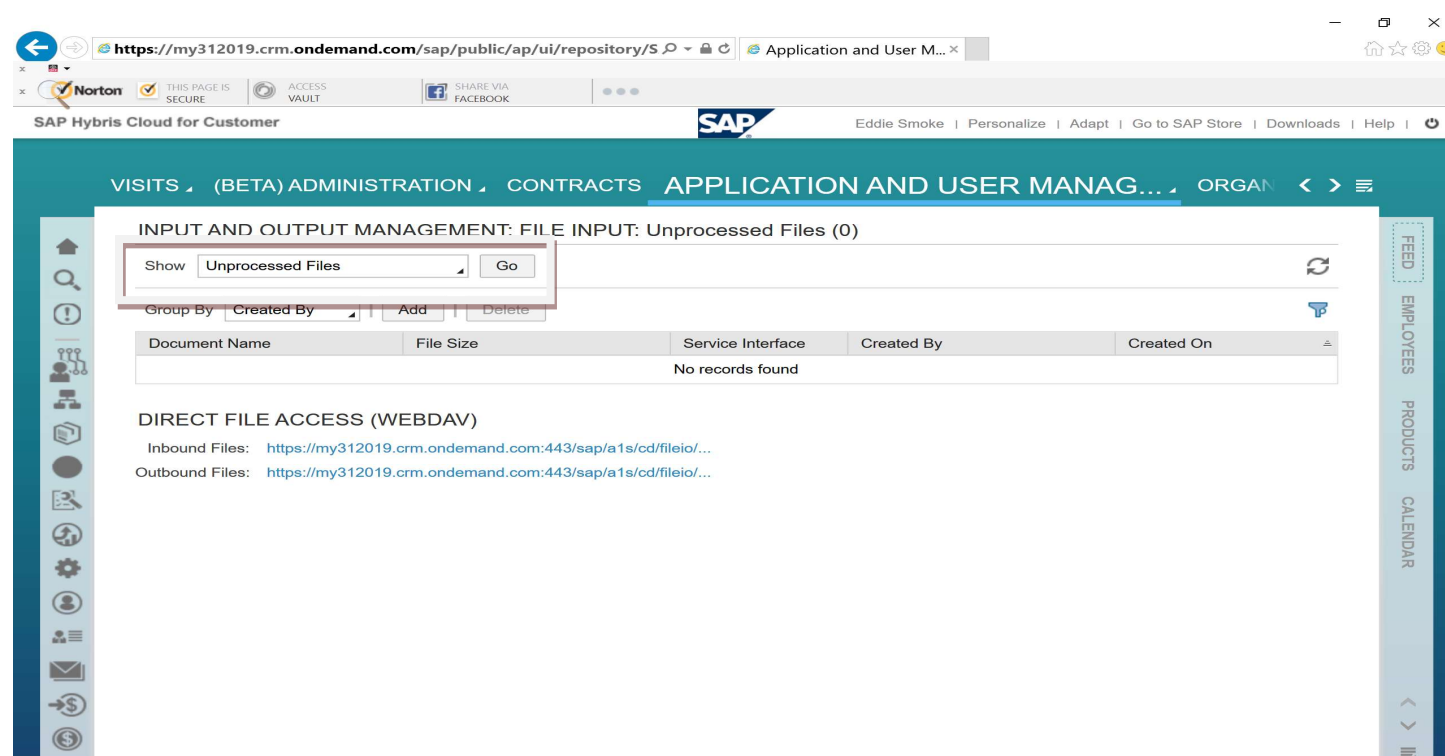 https://my312019.crm.ondemand.com/sap/public/ap/ui/repository/S Application and User M... ×
x
x Norton THIS PAGE IS SECURE ACCESS VAULT SHARE VIA FACEBOOK
SAP Hybris Cloud for Customer SAP Eddie Smoke | Personalize | Adapt | Go to SAP Store | Downloads | Help |
VISITS (BETA) ADMINISTRATION CONTRACTS APPLICATION AND USER MANAG... ORGAN
INPUT AND OUTPUT MANAGEMENT: FILE INPUT: Unprocessed Files (0)
Show Unprocessed Files Go
Group By Created By | Add | Delete
Document Name File Size Service Interface Created By Created On
No records found
DIRECT FILE ACCESS (WEBDAV)
Inbound Files: https://my312019.crm.ondemand.com:443/sap/a1s/cd/fileio/...
Outbound Files: https://my312019.crm.ondemand.com:443/sap/a1s/cd/fileio/...
FEED
EMPLOYEES
PRODUCTS
CALENDAR